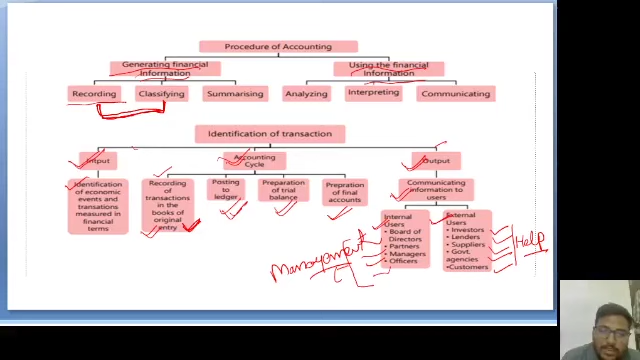 Procedure of Accounting
Generating financial
Information
Using the financial
Information
Recording
Classifying
Summarising
Analyzing
Interpreting
Communicating
Identification of transaction
Intput
Accounting
Cycle
Output
Identification
of economic
events and
transations
measured in
financial
terms
Recording
of
transactions
in the
books of
original
entry
Posting
to
ledger
Preparation
of trial
balance
Prepration
of final
accounts
Communicating
information to
users
Internal
Users
• Board of
Directors
• Partners
• Managers
• Officers
External
Users
• Investors
• Lenders
• Suppliers
• Govt.
agencies
•Customers
Management
Help